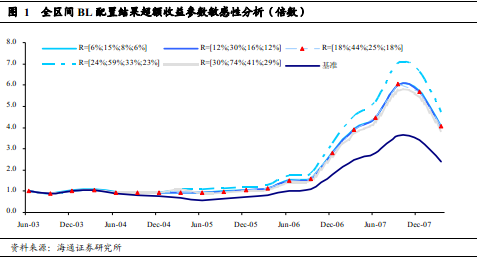 图 1 全区间 BL 配置结果超额收益参数敏感性分析（倍数）
8.0
7.0
6.0
5.0
4.0
3.0
2.0
1.0
0.0
R=[6%;15%;8%;6%]
R=[12%;30%;16%;12%]
R=[18%;44%;25%;18%]
R=[24%;59%;33%;23%]
R=[30%;74%;41%;29%]
基准
Jun-03
Dec-03
Jun-04
Dec-04
Jun-05
Dec-05
Jun-06
Dec-06
Jun-07
Dec-07
资料来源：海通证券研究所